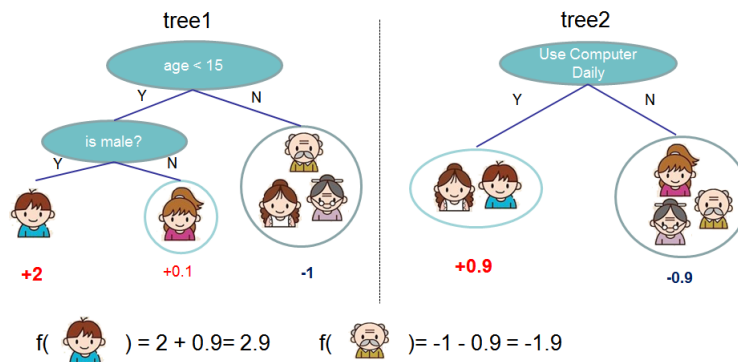 tree1
tree2
age < 15
Use Computer
Daily
Y
N
Y
N
is male?
Y
N
+2
+0.1
-1
+0.9
-0.9
f( ) = 2 + 0.9= 2.9
f( )= -1 - 0.9 = -1.9